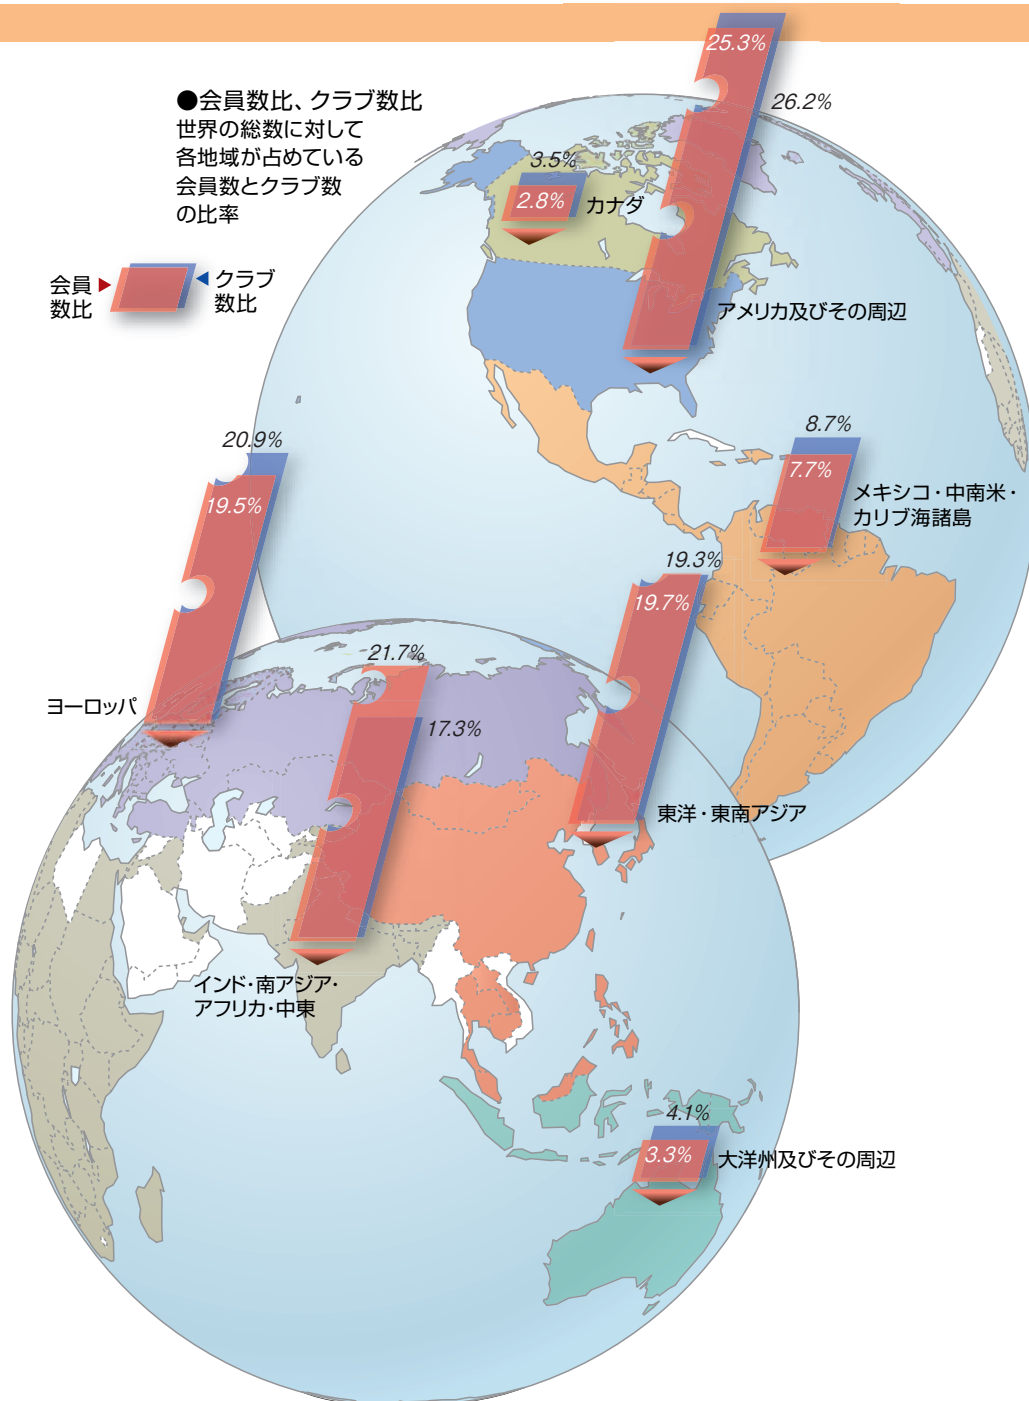 ●会員数比、クラブ数比
世界の総数に対して
各地域が占めている
会員数とクラブ数
の比率
会員
数比
クラブ
数比
25.3%
26.2%
3.5%
2.8%
カナダ
アメリカ及びその周辺
8.7%
7.7%
メキシコ・中南米・
カリブ海諸島
20.9%
19.5%
ヨーロッパ
19.3%
19.7%
東洋・東南アジア
21.7%
17.3%
インド・南アジア・
アフリカ・中東
4.1%
3.3%
大洋州及びその周辺